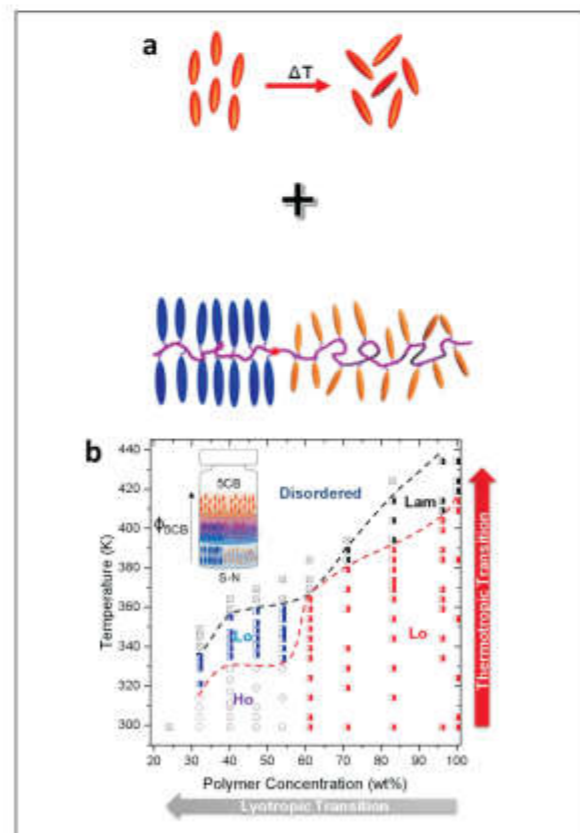 a
ΔT
+
b
440
420
400
380
360
340
320
300
Temperature (K)
5CB
ϕ5CB
S-N
Disordered
Lam
Lo
Lo
Ho
20 30 40 50 60 70 80 90 100
Polymer Concentration (wt%)
Lyotropic Transition
Thermotropic Transition